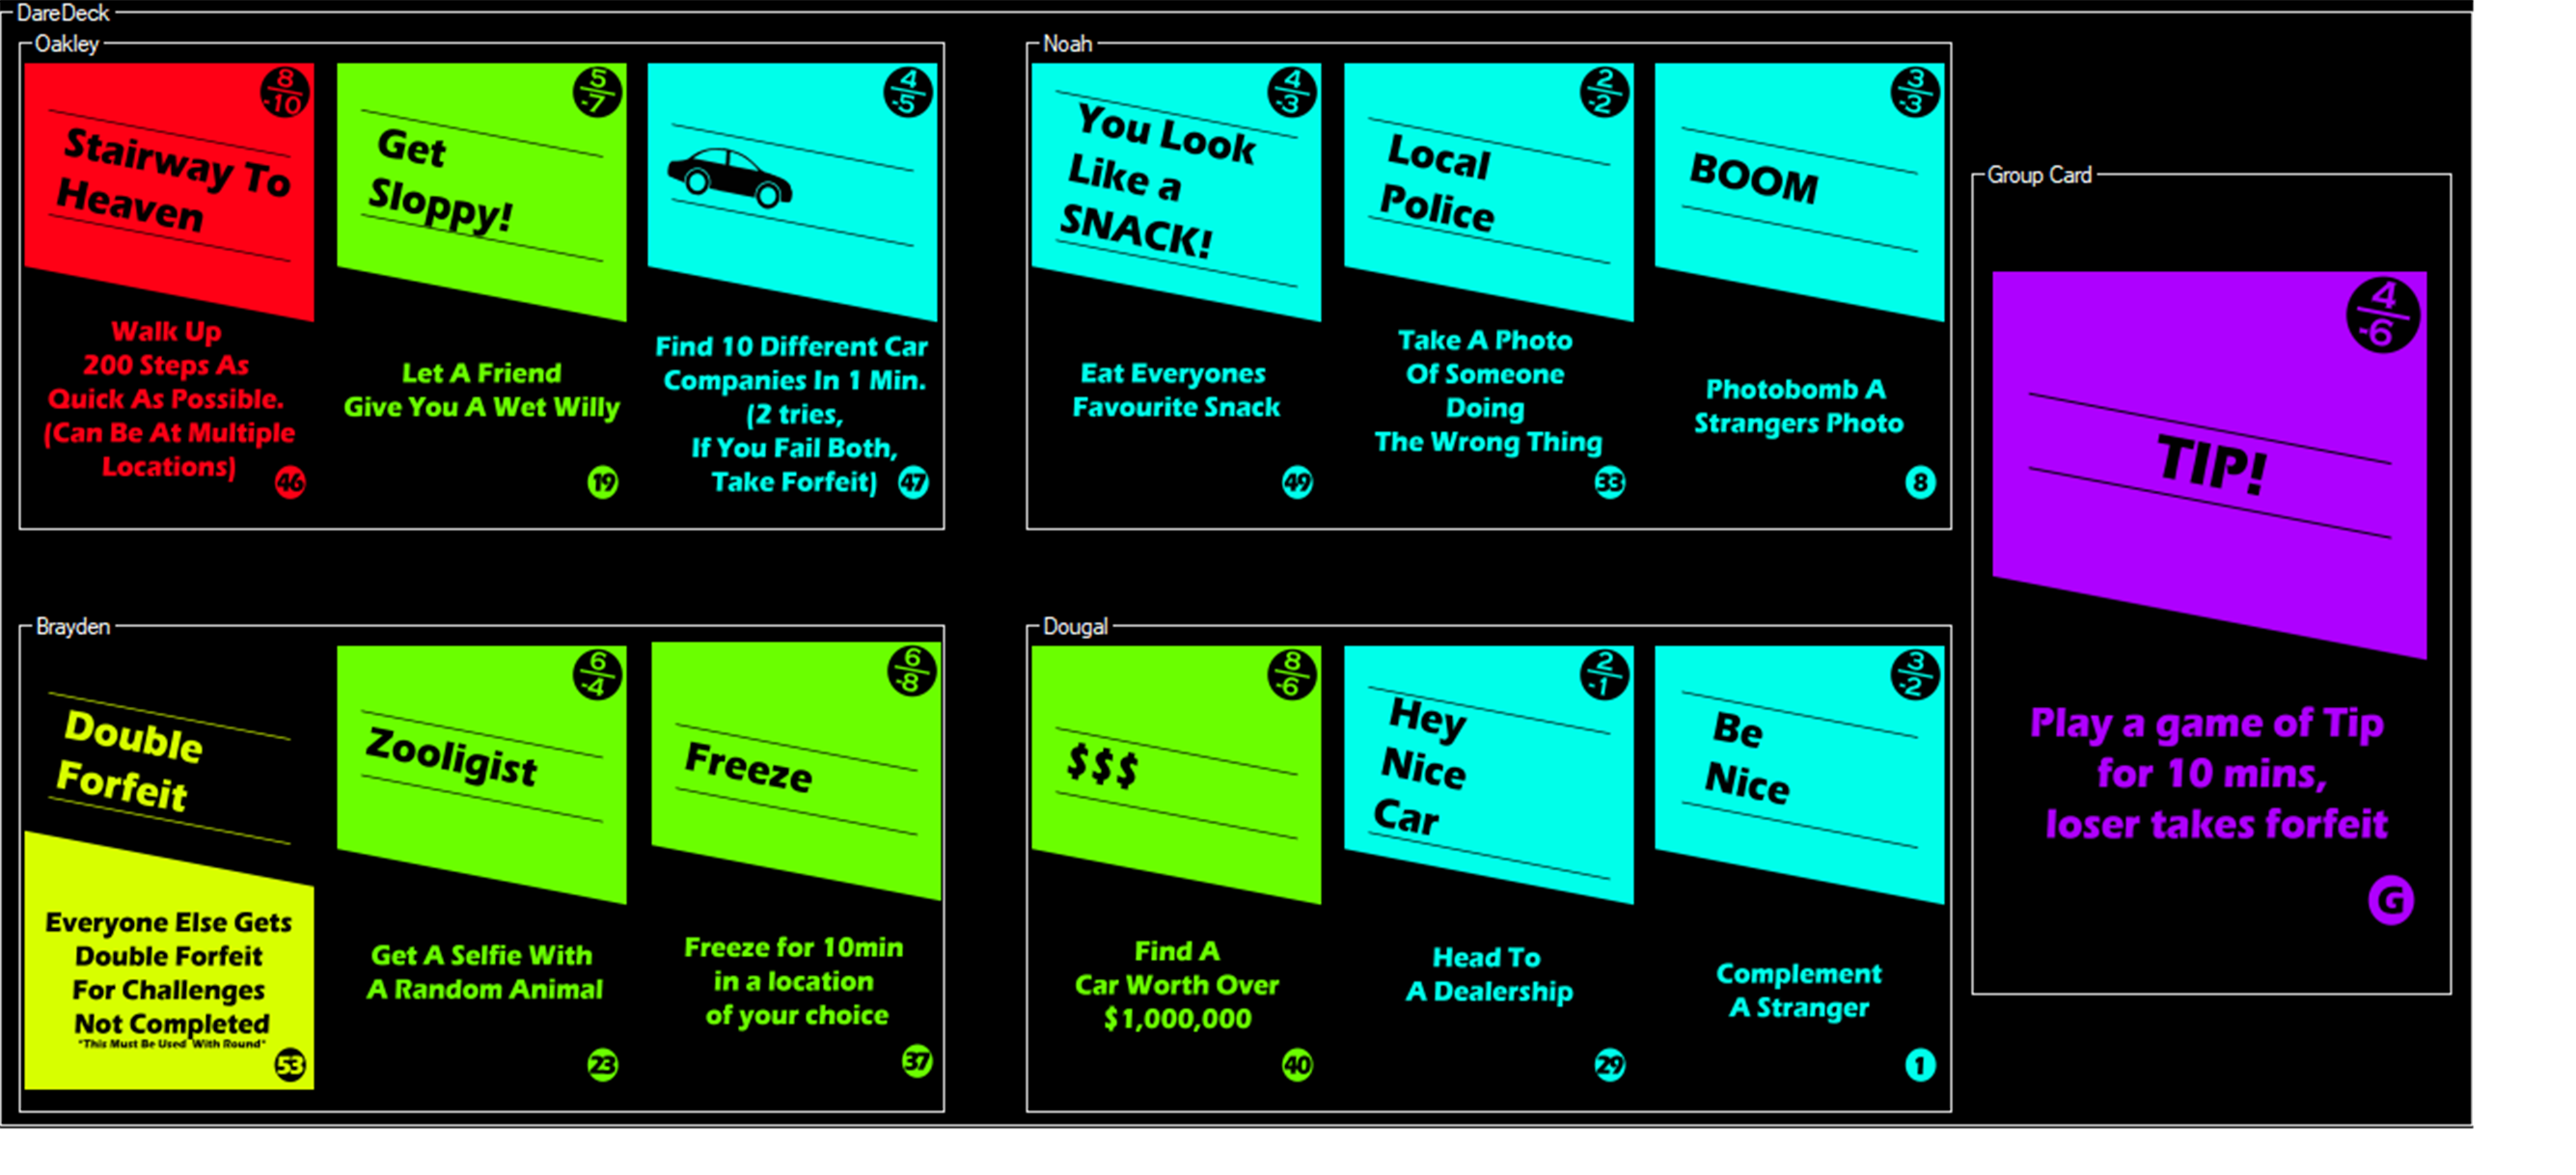 DareDeck
Oakley
8
-10
Stairway To
Heaven
Walk Up
200 Steps As
Quick As Possible.
(Can Be At Multiple
Locations)
46
5
-7
Get
Sloppy!
Let A Friend
Give You A Wet Willy
19
4
-5
Find 10 Different Car
Companies In 1 Min.
(2 tries,
If You Fail Both,
Take Forfeit)
47
Noah
4
-3
You Look
Like a
SNACK!
Eat Everyones
Favourite Snack
49
2
-2
Local
Police
Take A Photo
Of Someone
Doing
The Wrong Thing
33
3
-3
BOOM
Photobomb A
Strangers Photo
8
Brayden
Double
Forfeit
Everyone Else Gets
Double Forfeit
For Challenges
Not Completed
*This Must Be Used With Round*
53
6
-4
Zooligist
Get A Selfie With
A Random Animal
23
6
-8
Freeze
Freeze for 10min
in a location
of your choice
37
Dougal
8
-6
$$$
Find A
Car Worth Over
$1,000,000
40
2
-1
Hey
Nice
Car
Head To
A Dealership
29
3
-2
Be
Nice
Complement
A Stranger
1
Group Card
4
-6
TIP!
Play a game of Tip
for 10 mins,
loser takes forfeit
G